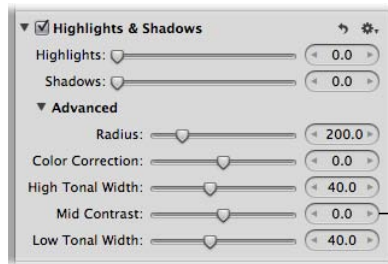 Highlights & Shadows
Highlights: 0.0
Shadows: 0.0
Advanced
Radius: 200.0
Color Correction: 0.0
High Tonal Width: 40.0
Mid Contrast: 0.0
Low Tonal Width: 40.0